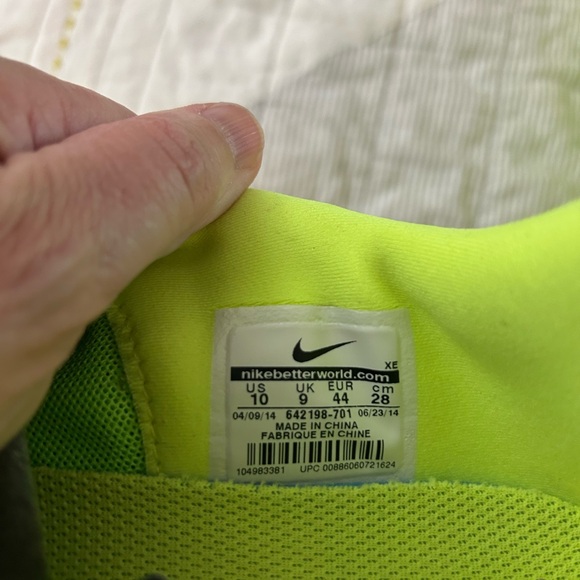 XE
nikebetterworld.com
US UK EUR cm
10 9 44 28
04/09/14 642198-701 06/23/14
MADE IN CHINA
FABRIQUE EN CHINE
104983381 UPC 00886060721624